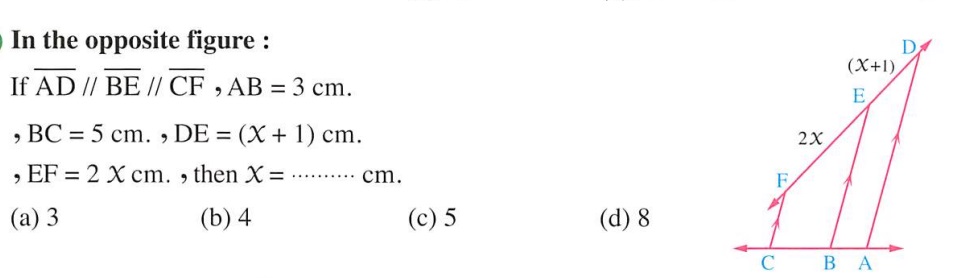 In the opposite figure :
If AD // BE // CF , AB = 3 cm.
, BC = 5 cm. , DE = (X + 1) cm.
, EF = 2 X cm. , then X = .......... cm.
(a) 3 (b) 4 (c) 5 (d) 8
D
(X+1)
E
2X
F
C B A